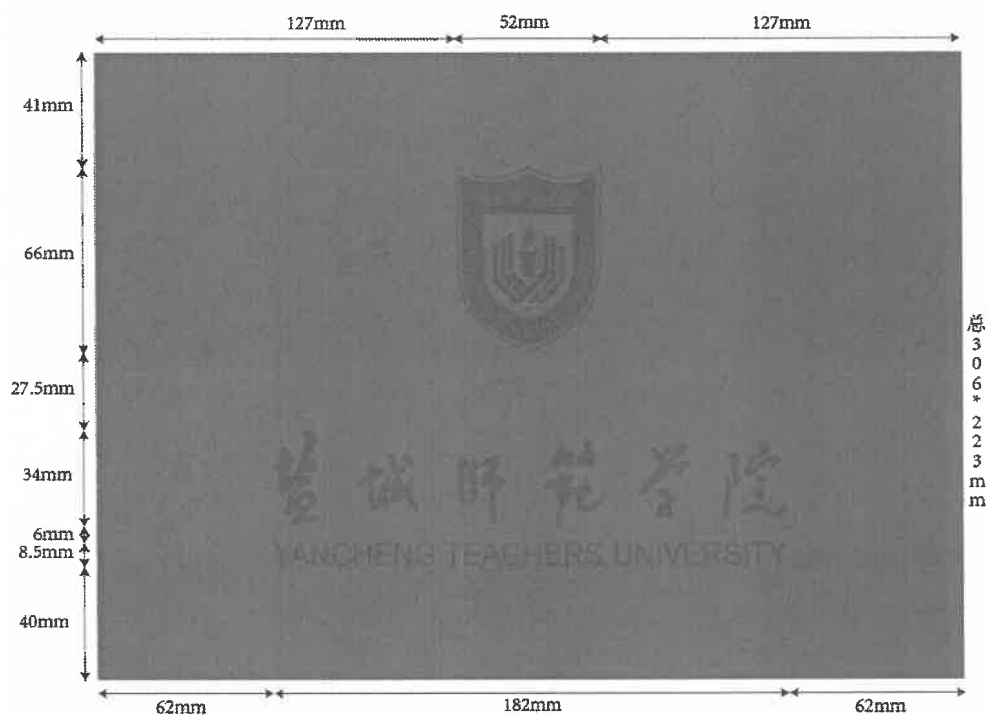 127mm 52mm 127mm
41mm
66mm
27.5mm
34mm
6mm
8.5mm
40mm
总306*223mm
盐城师范学院
YANCHENG TEACHERS UNIVERSITY
62mm 182mm 62mm